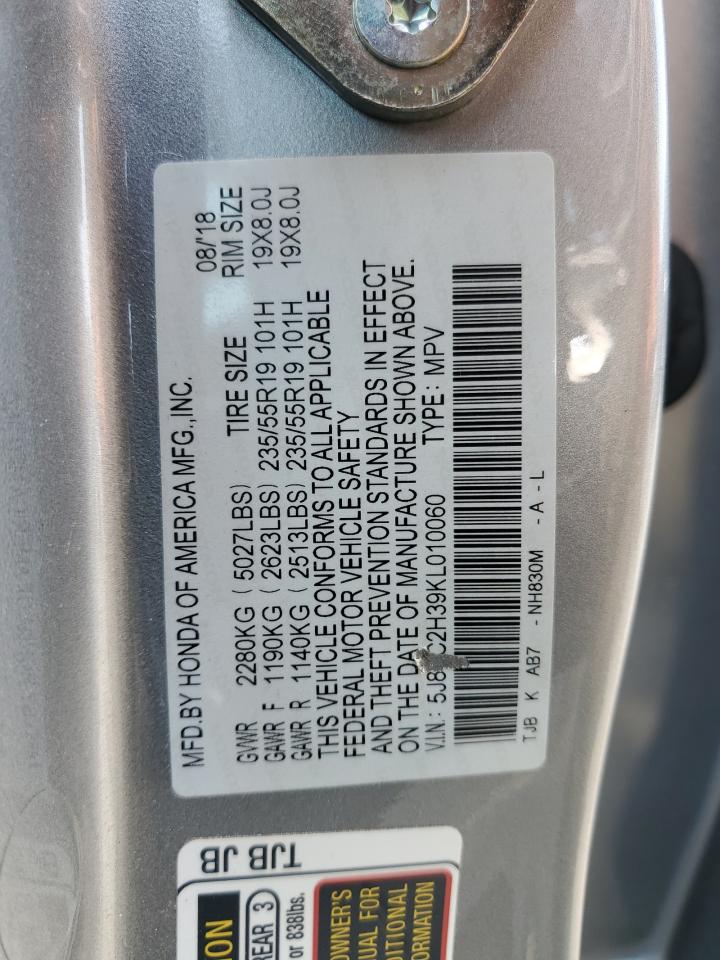 MFD.BY HONDA OF AMERICA MFG.,INC. 08/'18
GVWR 2280KG ( 5027LBS) TIRE SIZE RIM SIZE
GAWR F 1190KG ( 2623LBS) 235/55R19 101H 19X8.0J
GAWR R 1140KG ( 2513LBS) 235/55R19 101H 19X8.0J
THIS VEHICLE CONFORMS TO ALL APPLICABLE
FEDERAL MOTOR VEHICLE SAFETY
AND THEFT PREVENTION STANDARDS IN EFFECT
ON THE DATE OF MANUFACTURE SHOWN ABOVE.
V.I.N.: TYPE : MPV
TJB K AB7 - NH830M - A - L
TJB JB
ION
REAR 3
or 838lbs.
OWNER'S
UAL FOR
DITIONAL
ORMATION